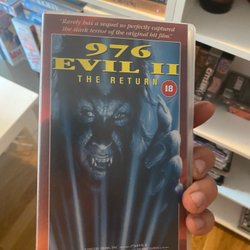 "Rarely has a sequel so perfectly captured
the dark terror of the original hit film"
976
EVIL II
THE RETURN
18